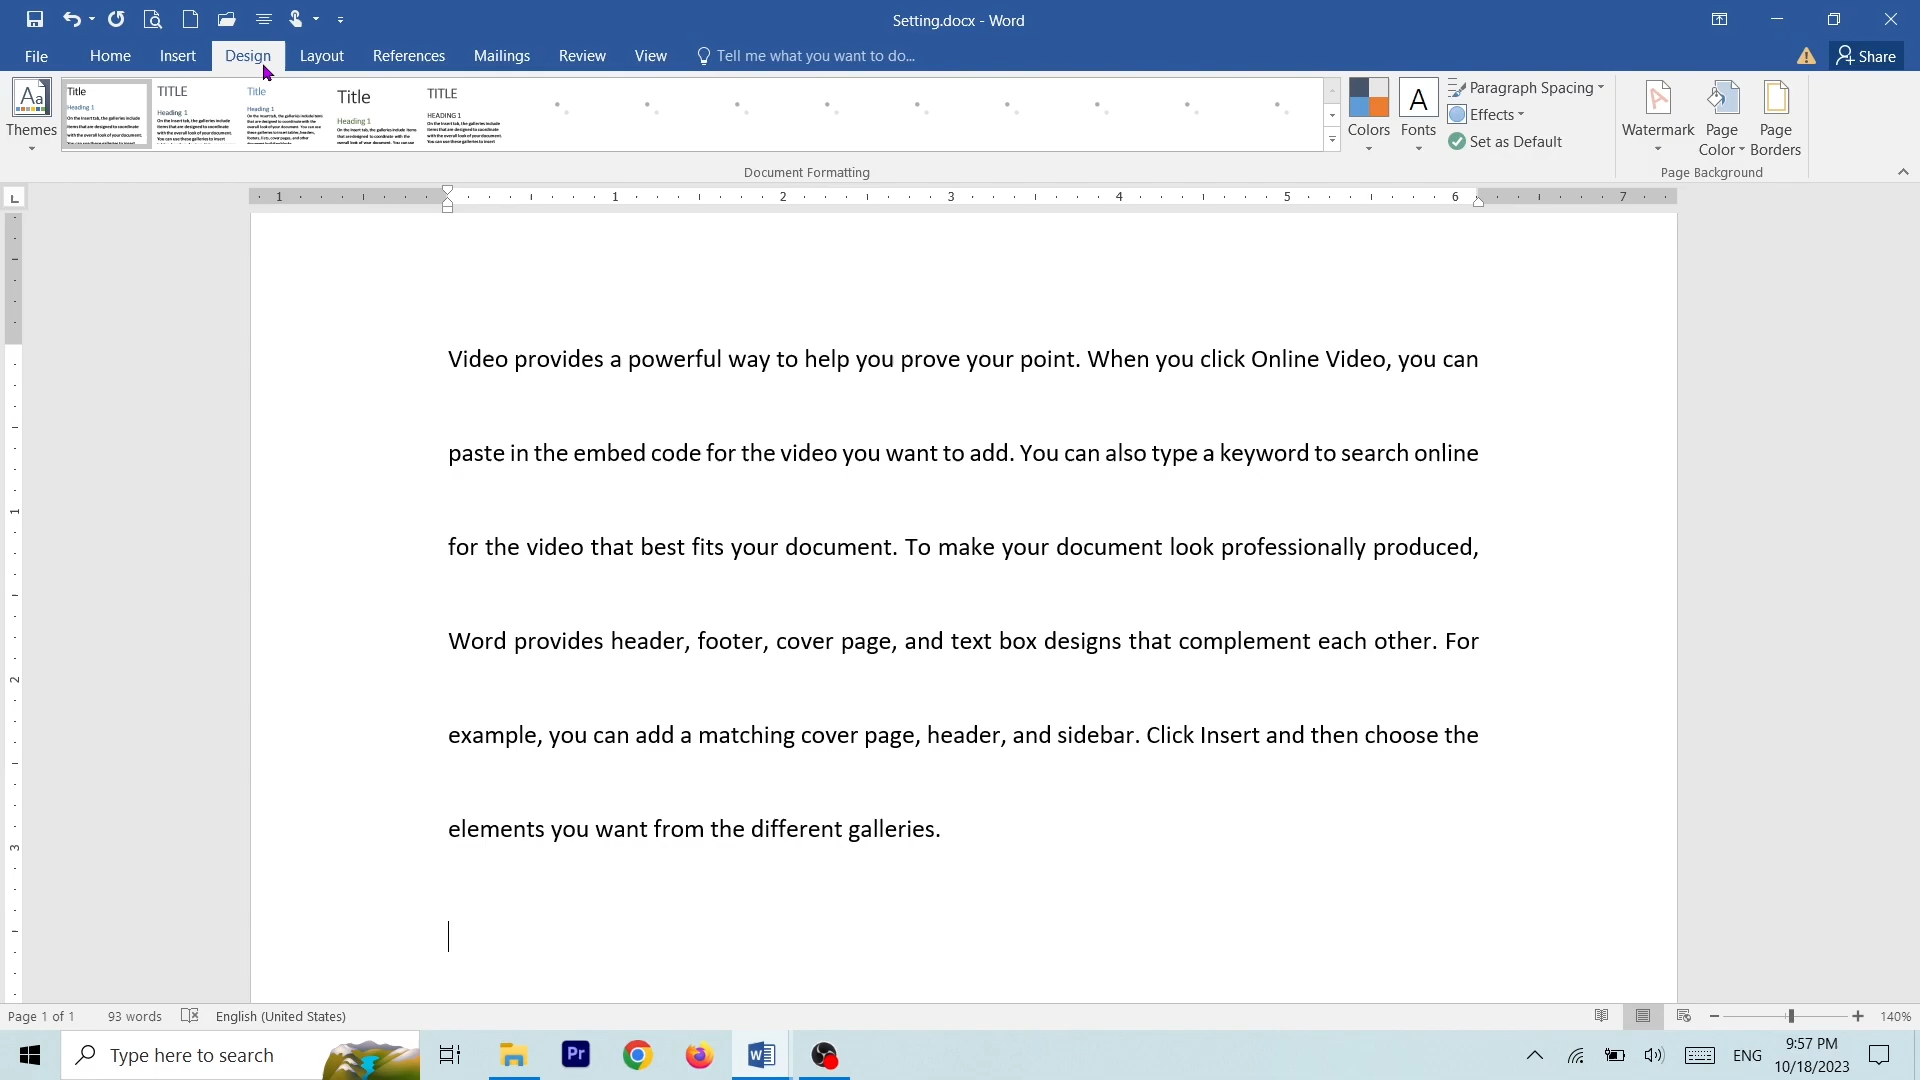 Setting.docx - Word
File Home Insert Design Layout References Mailings Review View Tell me what you want to do... Share
Aa
Themes
Title
Heading 1
On the Insert tab, the galleries include
items that are designed to coordinate
with the overall look of your document.
You can use these galleries to insert
TITLE
Heading 1
On the Insert tab, the galleries include
items that are designed to coordinate
with the overall look of your document.
You can use these galleries to insert
Title
Heading 1
On the Insert tab, the galleries include items
that are designed to coordinate with the
overall look of your document. You can use
these galleries to insert tables, headers,
footers, lists, cover pages, and other
Title
Heading 1
On the Insert tab, the galleries include items
that are designed to coordinate with the
overall look of your document. You can use
TITLE
HEADING 1
On the Insert tab, the galleries include
items that are designed to coordinate
with the overall look of your document.
You can use these galleries to insert
Colors
A
Fonts
Paragraph Spacing
Effects
Set as Default
Watermark
Page
Color
Page
Borders
Document Formatting
Page Background
1 1 2 3 4 5 6 7
Video provides a powerful way to help you prove your point. When you click Online Video, you can
paste in the embed code for the video you want to add. You can also type a keyword to search online
for the video that best fits your document. To make your document look professionally produced,
Word provides header, footer, cover page, and text box designs that complement each other. For
example, you can add a matching cover page, header, and sidebar. Click Insert and then choose the
elements you want from the different galleries.
1
2
3
Page 1 of 1 93 words English (United States) 140%
Type here to search
Pr
ENG
9:57 PM
10/18/2023